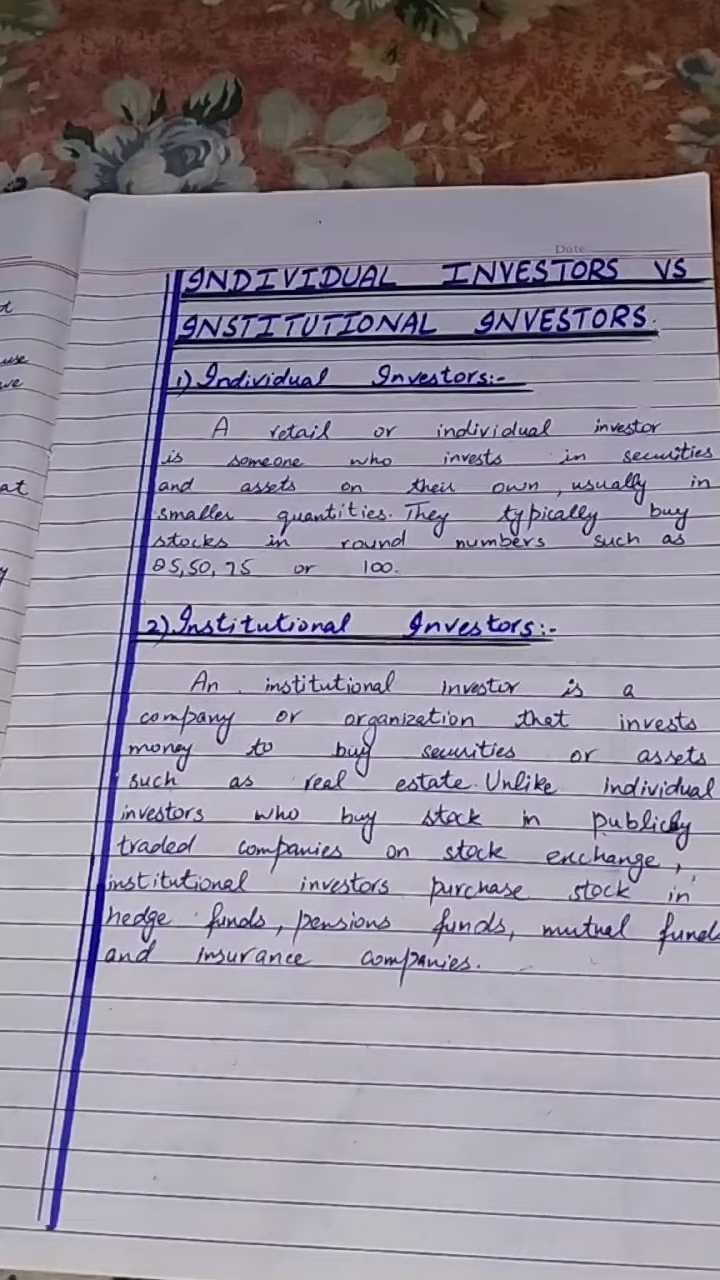 Date
INDIVIDUAL INVESTORS VS
INSTITUTIONAL INVESTORS.
1) Individual Investors:-
A retail or individual investor
is someone who invests in securities
and assets on their own, usually in
smaller quantities. They typically buy
stocks in round numbers such as
25, 50, 75 or 100.
2) Institutional Investors:-
An institutional investor is a
company or organization that invests
money to buy securities or assets
such as real estate. Unlike individual
investors who buy stock in publicly
traded companies on stock exchange,
institutional investors purchase stock in
hedge funds, pensions funds, mutual fund
and insurance companies.